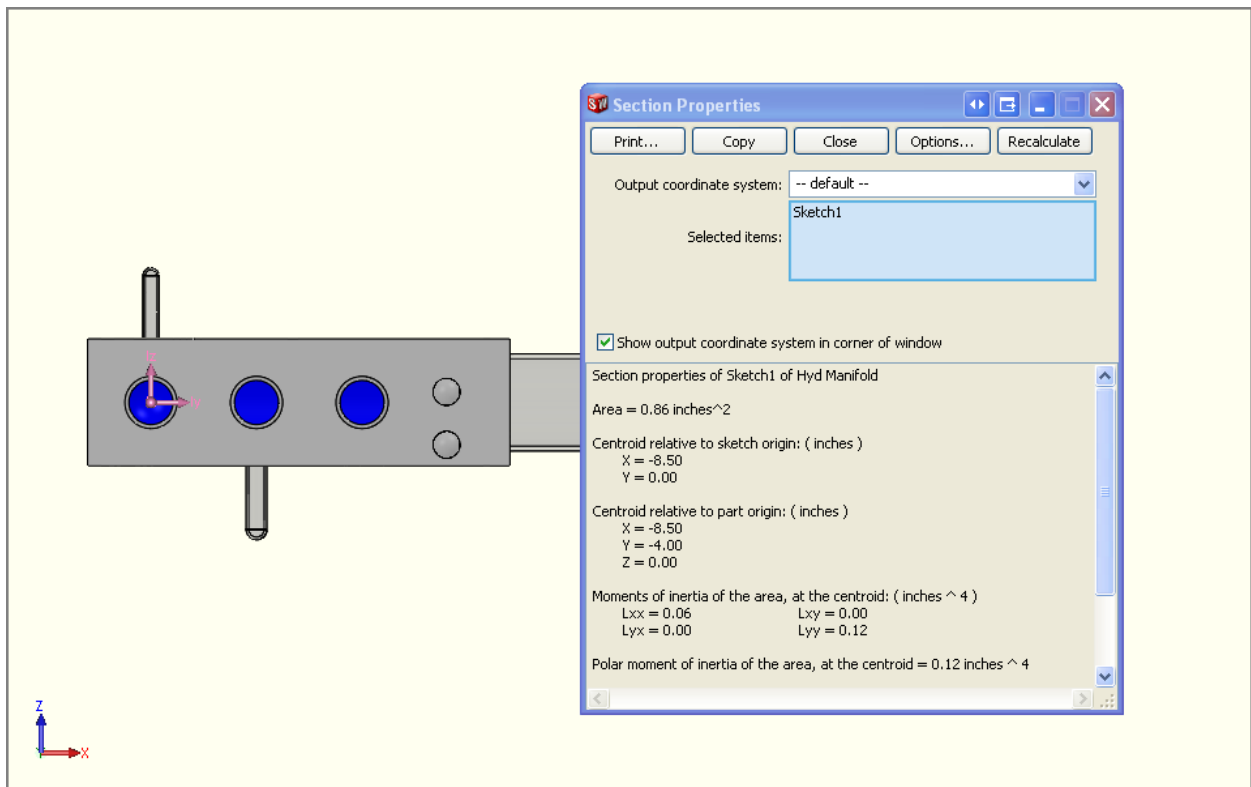 SW Section Properties
Print... Copy Close Options... Recalculate
Output coordinate system: -- default --
Sketch1
Selected items:
Show output coordinate system in corner of window
Section properties of Sketch1 of Hyd Manifold
Area = 0.86 inches^2
Centroid relative to sketch origin: ( inches )
X = -8.50
Y = 0.00
Centroid relative to part origin: ( inches )
X = -8.50
Y = -4.00
Z = 0.00
Moments of inertia of the area, at the centroid: ( inches ^ 4 )
Lxx = 0.06 Lxy = 0.00
Lyx = 0.00 Lyy = 0.12
Polar moment of inertia of the area, at the centroid = 0.12 inches ^ 4
Z
X